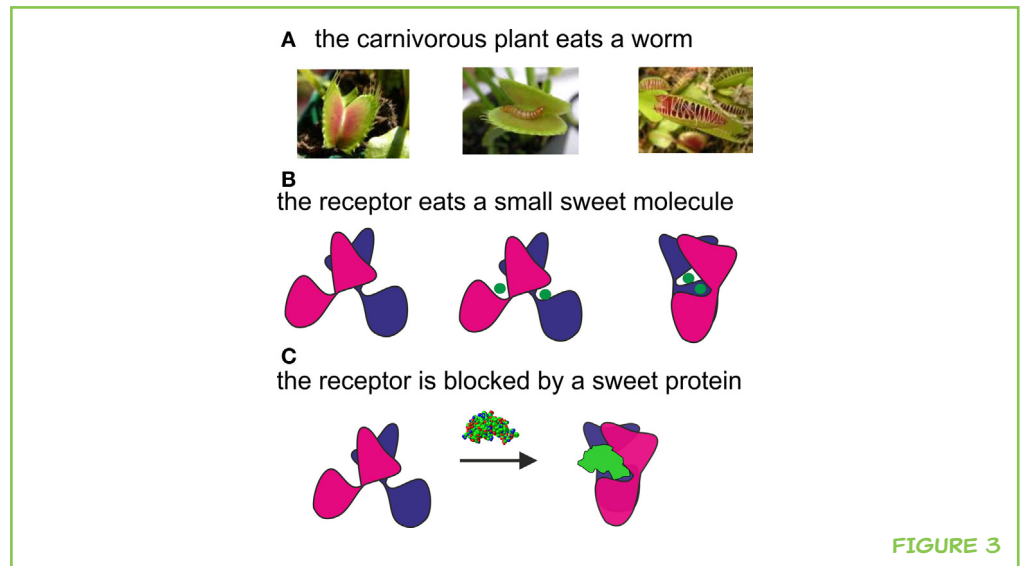 A the carnivorous plant eats a worm
B
the receptor eats a small sweet molecule
C
the receptor is blocked by a sweet protein
FIGURE 3